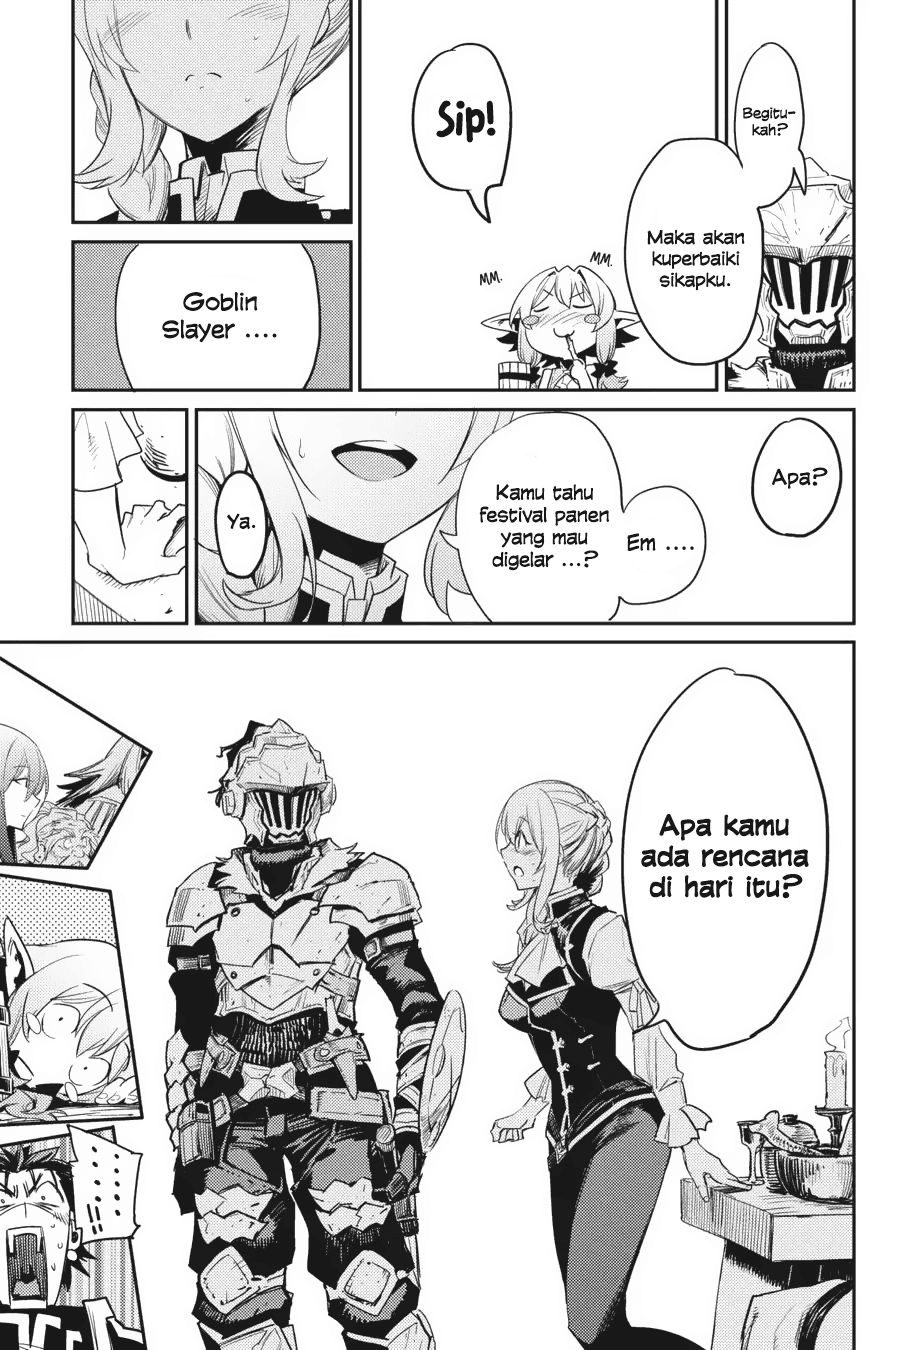 Begitu-
kah?
Maka akan
kuperbaiki
sikapku.
Sip!
MM.
MM.
Goblin
Slayer ....
Apa?
Em ....
Kamu tahu
festival panen
yang mau
digelar ...?
Ya.
Apa kamu
ada rencana
di hari itu?
......!!